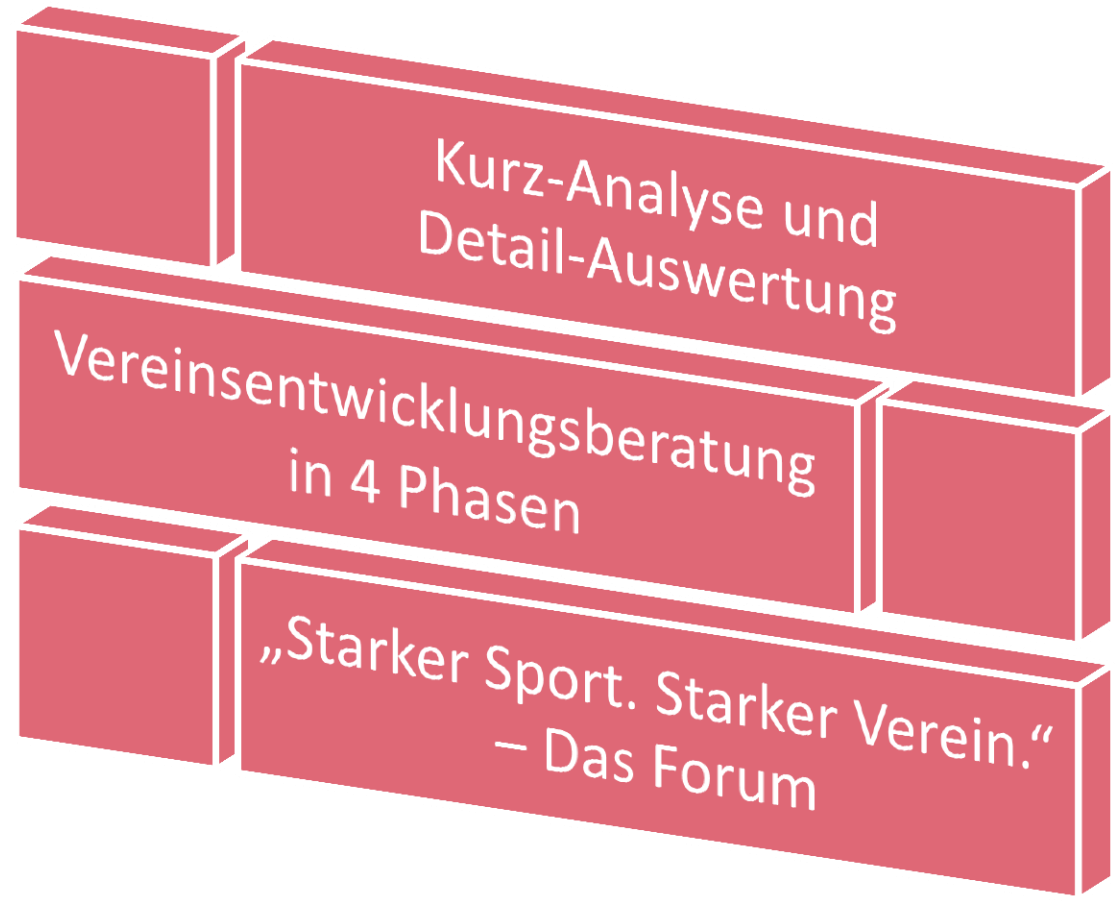 Kurz-Analyse und
Detail-Auswertung
Vereinsentwicklungsberatung
in 4 Phasen
„Starker Sport. Starker Verein.“
– Das Forum